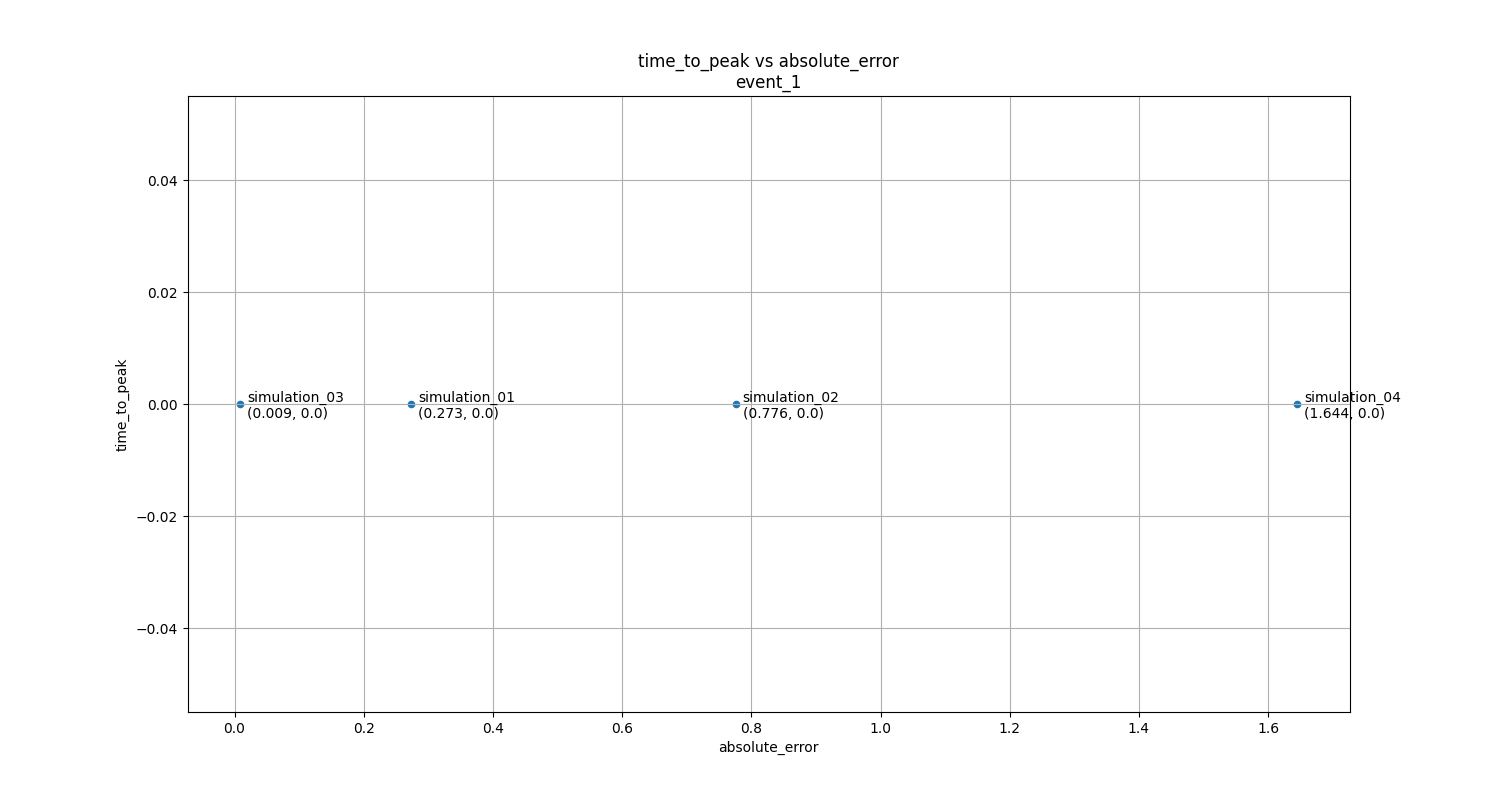 time_to_peak vs absolute_error
event_1
time_to_peak
0.04
0.02
0.00
−0.02
−0.04
simulation_03
(0.009, 0.0)
simulation_01
(0.273, 0.0)
simulation_02
(0.776, 0.0)
simulation_04
(1.644, 0.0)
0.0 0.2 0.4 0.6 0.8 1.0 1.2 1.4 1.6
absolute_error